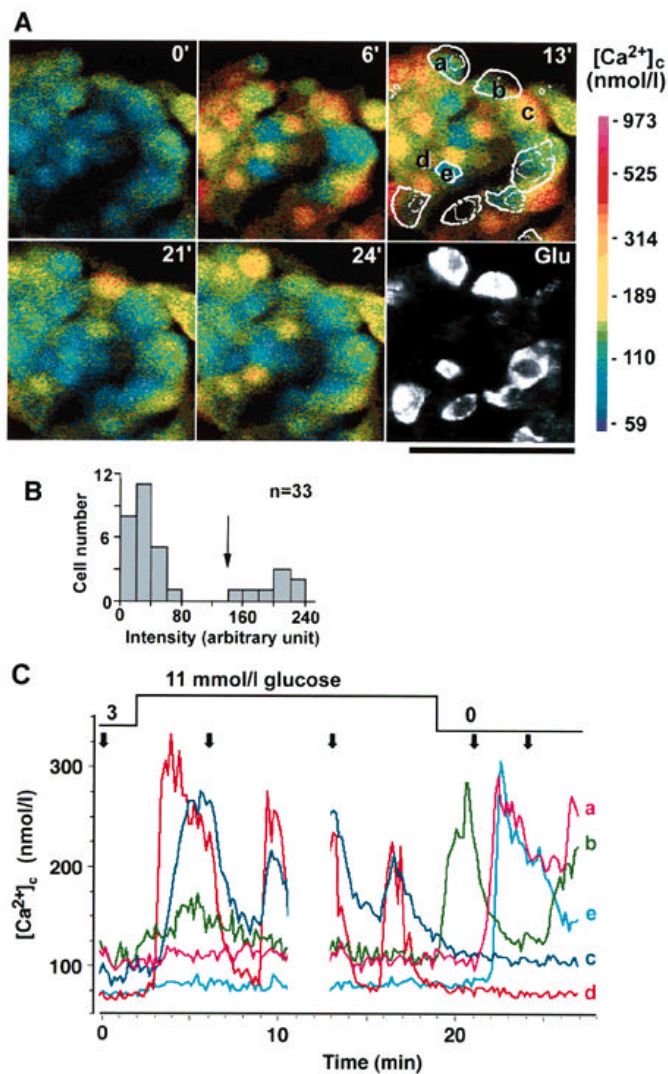 A
0'
6'
13'
a
b
c
d
e
21'
24'
Glu
[Ca²⁺]c
(nmol/l)
973
525
314
189
110
59
B
n=33
12
6
0
Cell number
0
80
160
240
Intensity (arbitrary unit)
C
11 mmol/l glucose
3
0
300
200
100
[Ca²⁺]c (nmol/l)
a
b
e
c
d
0
10
20
Time (min)